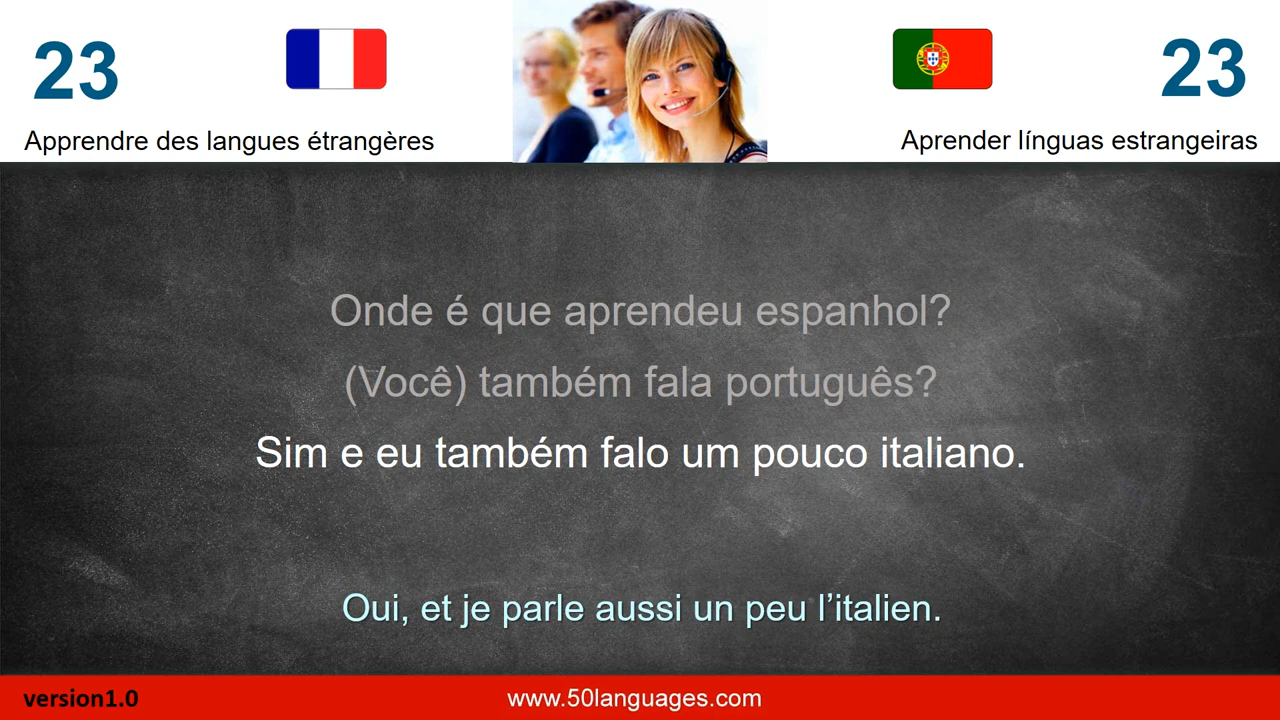 23
23
Apprendre des langues étrangères
Aprender línguas estrangeiras
Onde é que aprendeu espanhol?
(Você) também fala português?
Sim e eu também falo um pouco italiano.
Oui, et je parle aussi un peu l’italien.
version1.0
www.50languages.com